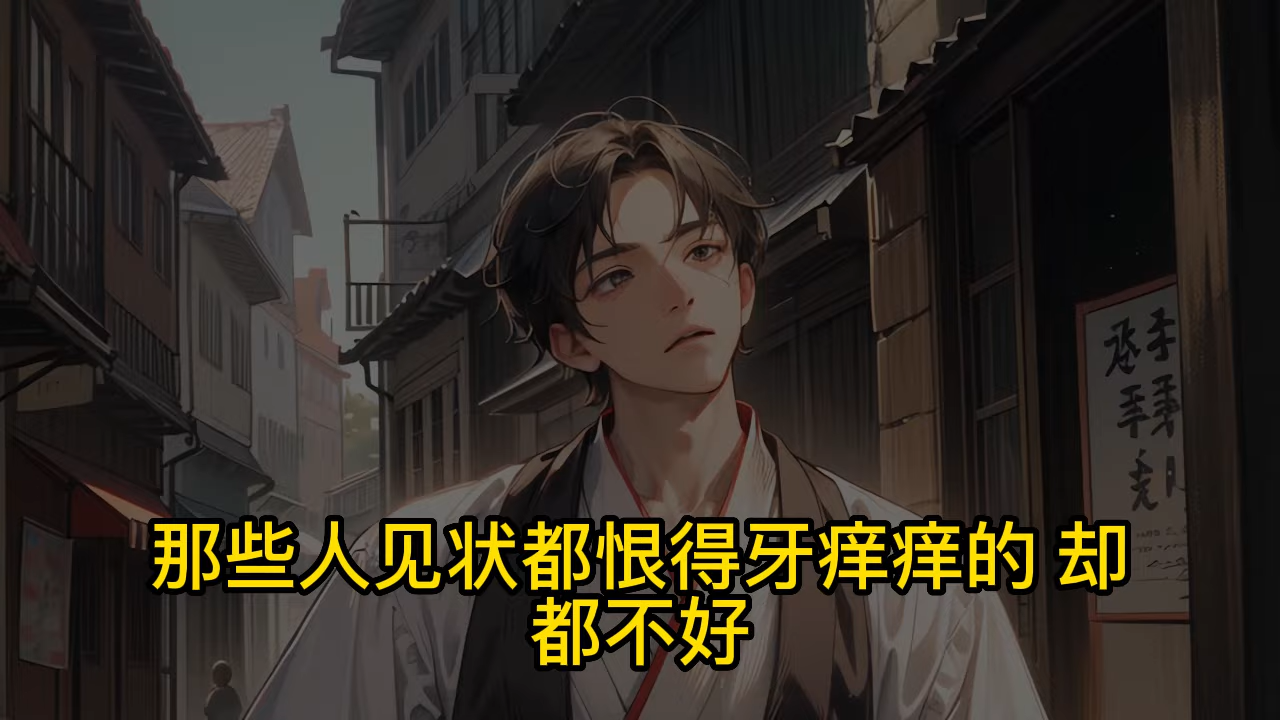 那些人见状都恨得牙痒痒的 却
都不好